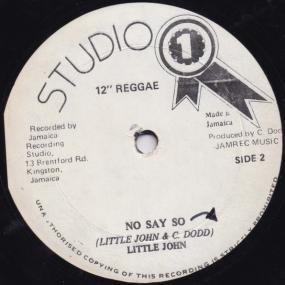 STUDIO 1
12" REGGAE
Recorded by
Jamaica
Recording
Studio,
13 Brentford Rd.
Kingston,
Jamaica
Made in
Jamaica
Produced by C. Dodd
JAMREC MUSIC
SIDE 2
NO SAY SO
(LITTLE JOHN & C. DODD)
LITTLE JOHN
UNAUTHORISED COPYING OF THIS RECORDING IS STRICTLY PROHIBITED